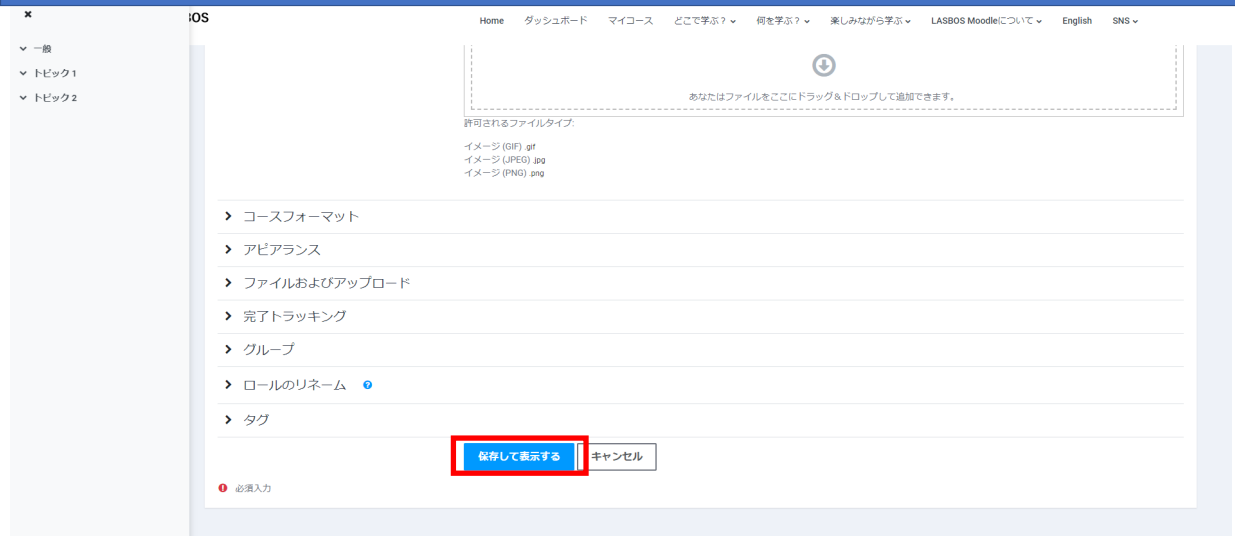 BOS
Home ダッシュボード マイコース どこで学ぶ? 何を学ぶ? 楽しみながら学ぶ LASBOS Moodleについて English SNS
一般
トピック 1
トピック 2
あなたはファイルをここにドラッグ&ドロップして追加できます。
許可されるファイルタイプ:
イメージ (GIF) .gif
イメージ (JPEG) .jpg
イメージ (PNG) .png
コースフォーマット
アピアランス
ファイルおよびアップロード
完了トラッキング
グループ
ロールのリネーム
タグ
保存して表示する キャンセル
必須入力